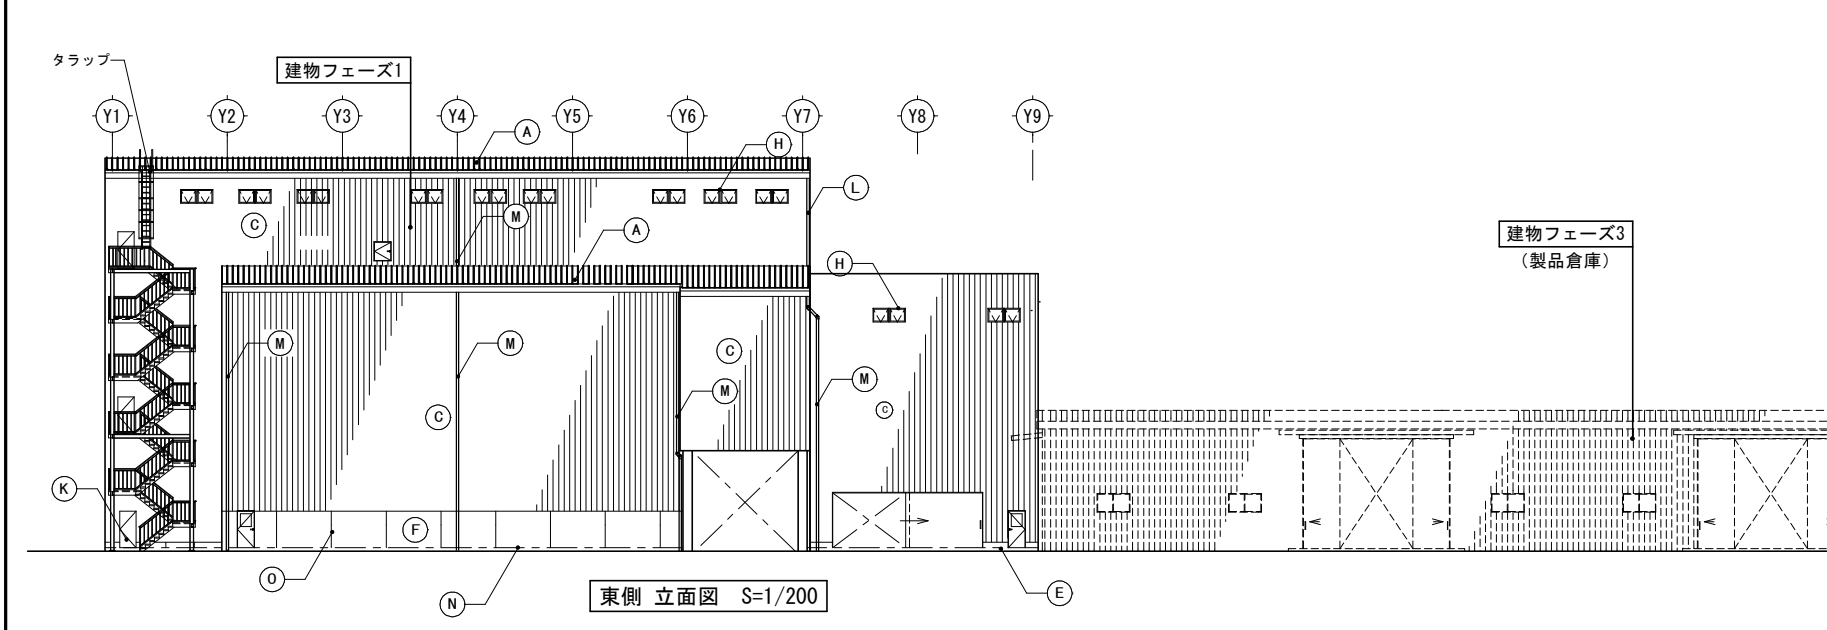 タラップ
建物フェーズ1
Y1 Y2 Y3 Y4 Y5 Y6 Y7 Y8 Y9
A
H
L
C
M
A
建物フェーズ3
(製品倉庫)
H
M
M
C
M
M
C
C
K
F
O
N
E
東側 立面図 S=1/200